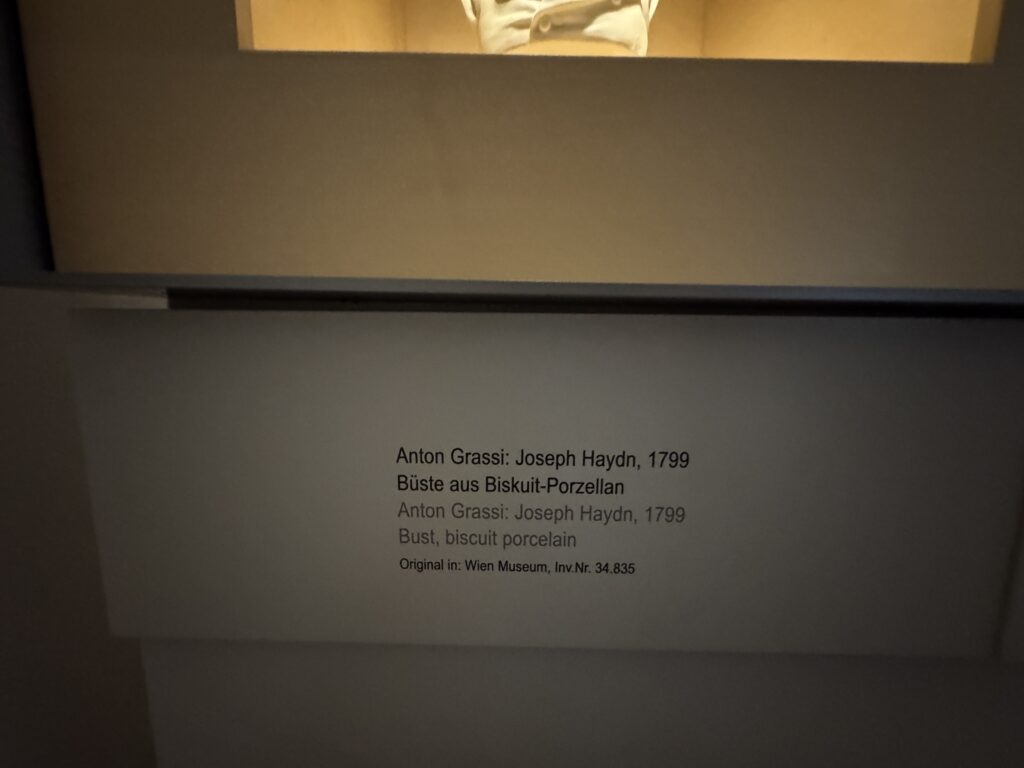 Anton Grassi: Joseph Haydn, 1799
Büste aus Biskuit-Porzellan
Anton Grassi: Joseph Haydn, 1799
Bust, biscuit porcelain
Original in: Wien Museum, Inv.Nr. 34.835